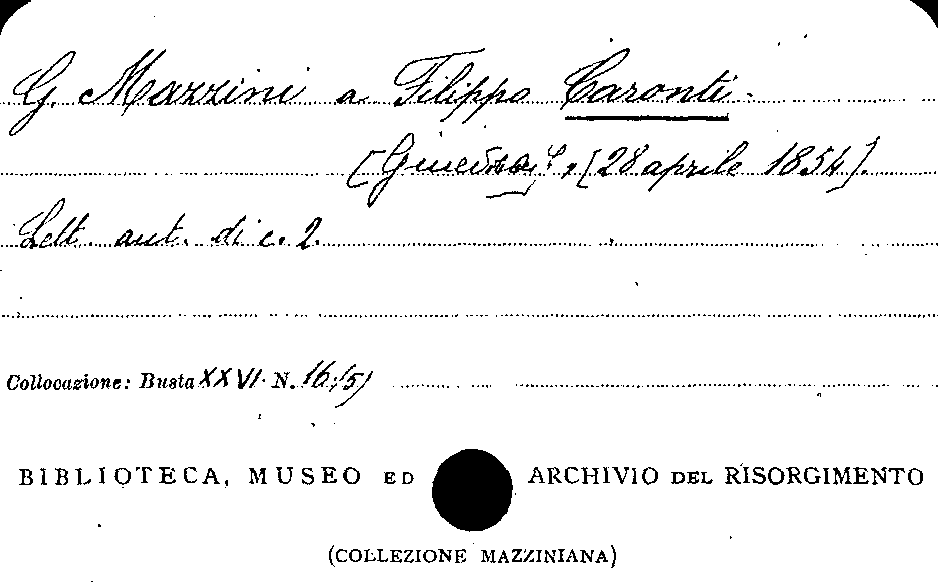 G. Mazzini a Filippo Caronti.
[Ginevra], [28 aprile 1854].
Lett. aut. di c. 2.
Collocazione: Busta XXVI. N. 16(5)
BIBLIOTECA, MUSEO ED ARCHIVIO DEL RISORGIMENTO
(COLLEZIONE MAZZINIANA)